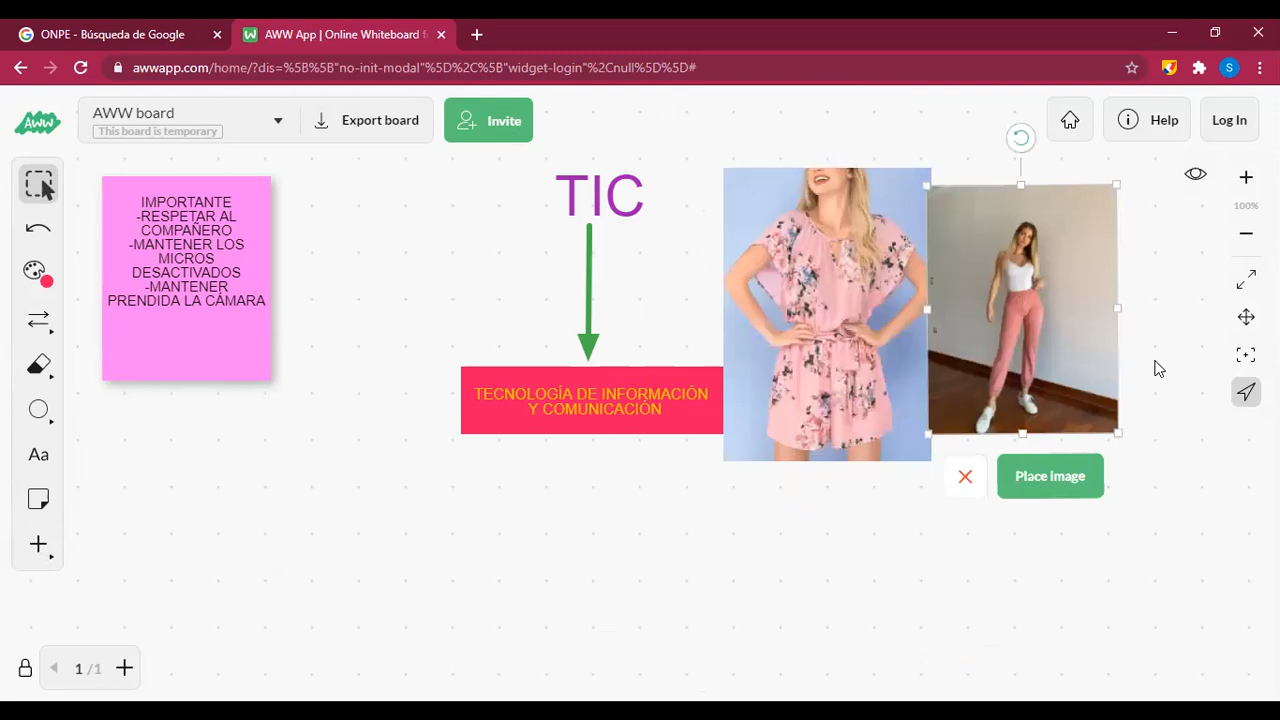 ONPE - Búsqueda de Google
AWW App | Online Whiteboard f
awwapp.com/home/?dis=%5B%5B"no-init-modal"%5D%2C%5B"widget-login"%2Cnull%5D%5D#
S
AWW
AWW board
This board is temporary
Export board
Invite
Help
Log In
IMPORTANTE
-RESPETAR AL
COMPAÑERO
-MANTENER LOS
MICROS
DESACTIVADOS
-MANTENER
PRENDIDA LA CÁMARA
TIC
TECNOLOGÍA DE INFORMACIÓN
Y COMUNICACIÓN
100%
Aa
Place image
1 /1